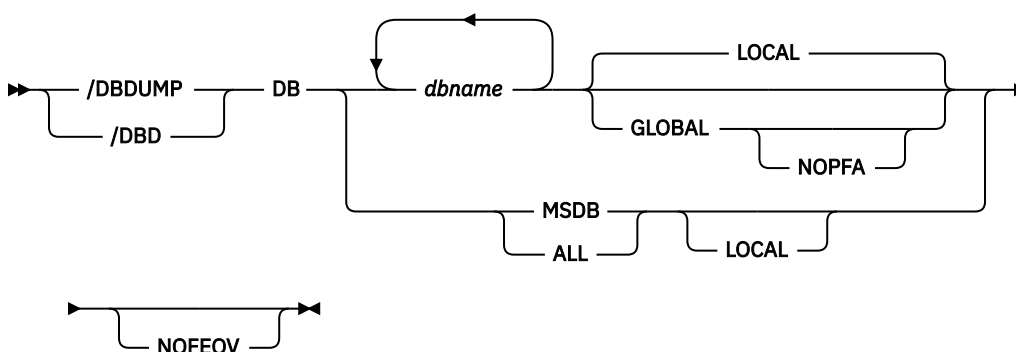 LOCAL
/DBDUMP DB dbname
/DBD GLOBAL
NOPFA
MSDB
ALL LOCAL
NOFEOV